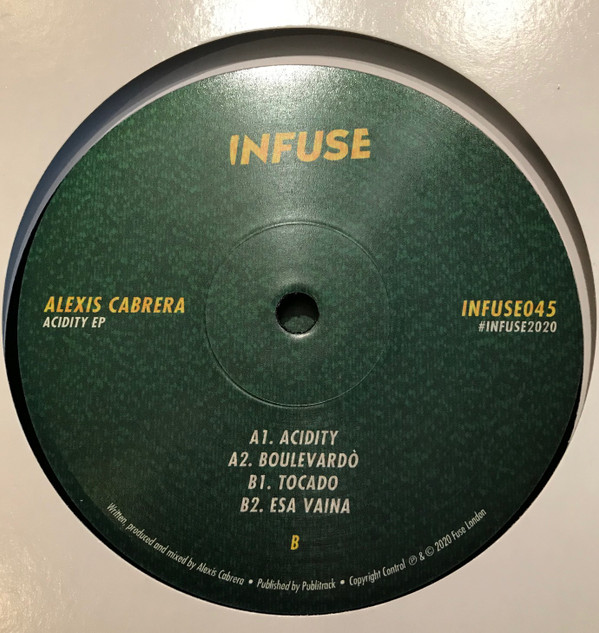 INFUSE
ALEXIS CABRERA
ACIDITY EP
INFUSE045
#INFUSE2020
A1. ACIDITY
A2. BOULEVARDÒ
B1. TOCADO
B2. ESA VAINA
B
Written, produced and mixed by Alexis Cabrera • Published by Publitrack • Copyright Control ℗ & © 2020 Fuse London